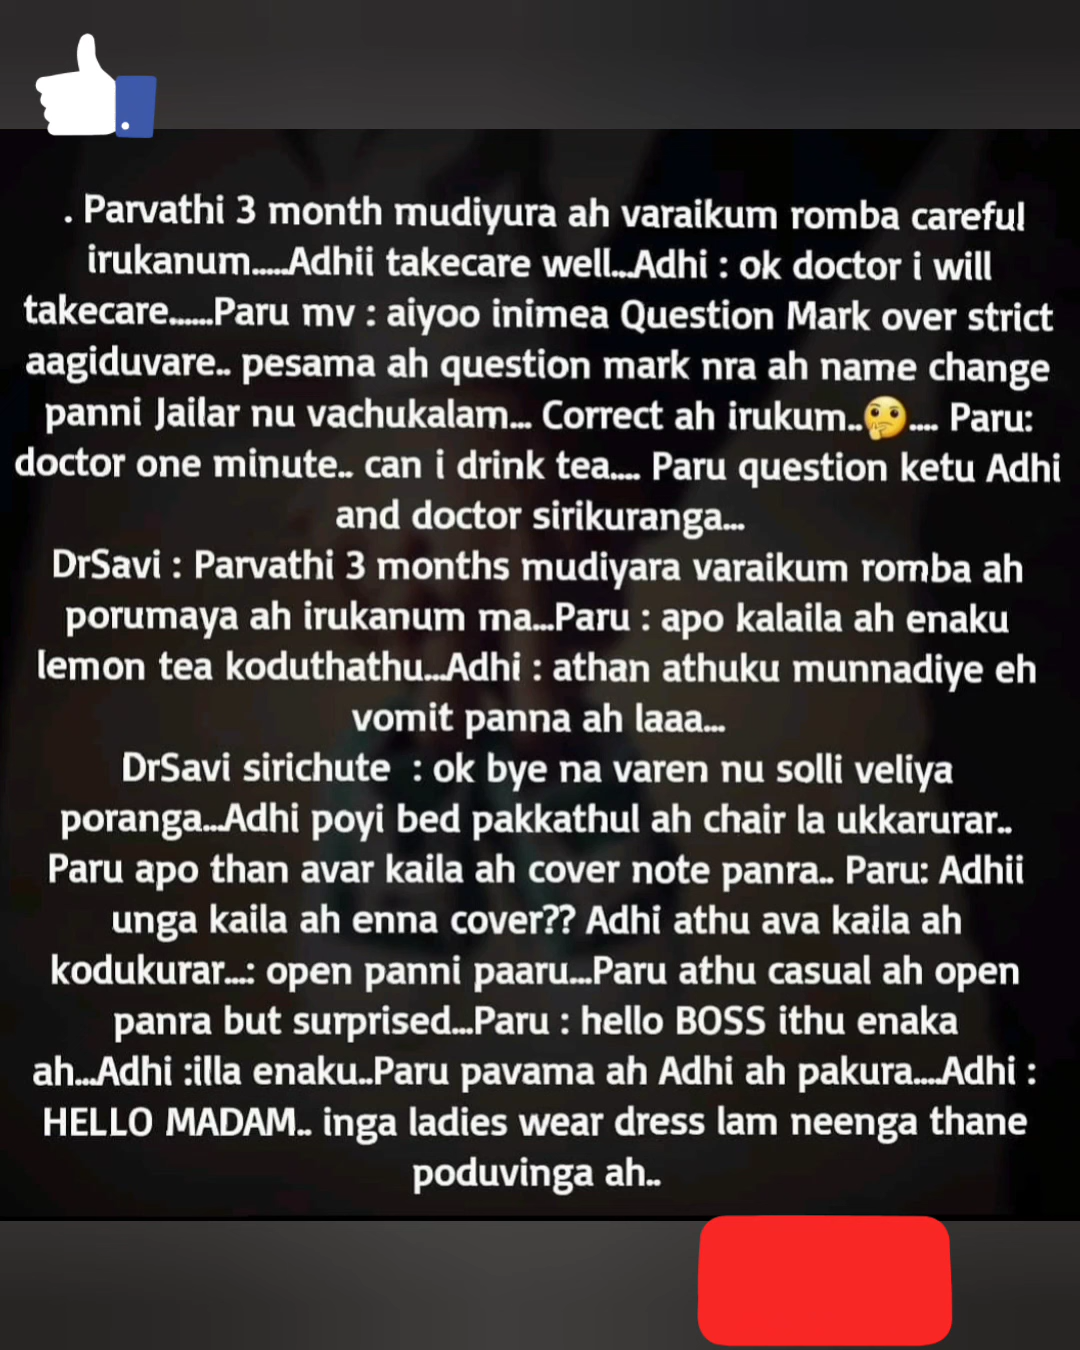 . Parvathi 3 month mudiyura ah varaikum romba careful
irukanum.....Adhii takecare well...Adhi : ok doctor i will
takecare......Paru mv : aiyoo inimea Question Mark over strict
aagiduvare.. pesama ah question mark nra ah name change
panni Jailar nu vachukalam... Correct ah irukum..🤔.... Paru:
doctor one minute.. can i drink tea.... Paru question ketu Adhi
and doctor sirikuranga...
DrSavi : Parvathi 3 months mudiyara varaikum romba ah
porumaya ah irukanum ma...Paru : apo kalaila ah enaku
lemon tea koduthathu...Adhi : athan athuku munnadiye eh
vomit panna ah laaa...
DrSavi sirichute : ok bye na varen nu solli veliya
poranga...Adhi poyi bed pakkathul ah chair la ukkarurar..
Paru apo than avar kaila ah cover note panra.. Paru: Adhii
unga kaila ah enna cover?? Adhi athu ava kaila ah
kodukurar...: open panni paaru...Paru athu casual ah open
panra but surprised...Paru : hello BOSS ithu enaka
ah...Adhi :illa enaku..Paru pavama ah Adhi ah pakura....Adhi :
HELLO MADAM.. inga ladies wear dress lam neenga thane
poduvinga ah..